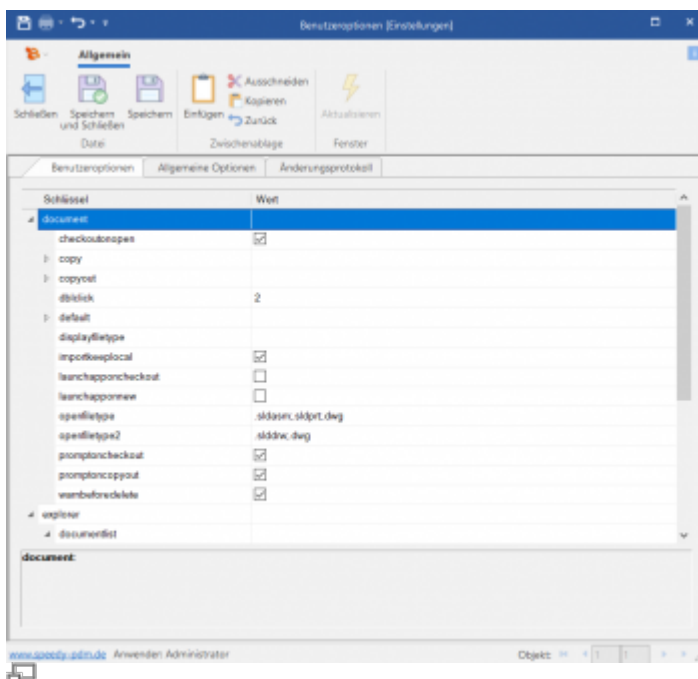 Benutzeroptionen [Einstellungen]
Allgemein
Schließen
Speichern und Schließen
Speichern
Einfügen
Ausschneiden
Kopieren
Zurück
Aktualisieren
Datei
Zwischenablage
Fenster
Benutzeroptionen Allgemeine Optionen Änderungsprotokoll
Schlüssel Wert
document
checkoutonopen
copy
copyout
dblclick 2
default
displayfiletype
importkeeplocal
launchapponcheckout
launchapponnew
openfiletype .sldasm;.sldprt;.dwg
openfiletype2 .slddrw;.dwg
promptoncheckout
promptoncopyout
warnbeforedelete
explorer
documentlist
document:
www.speedy-pdm.de Anwender: Administrator Objekt: 1 1